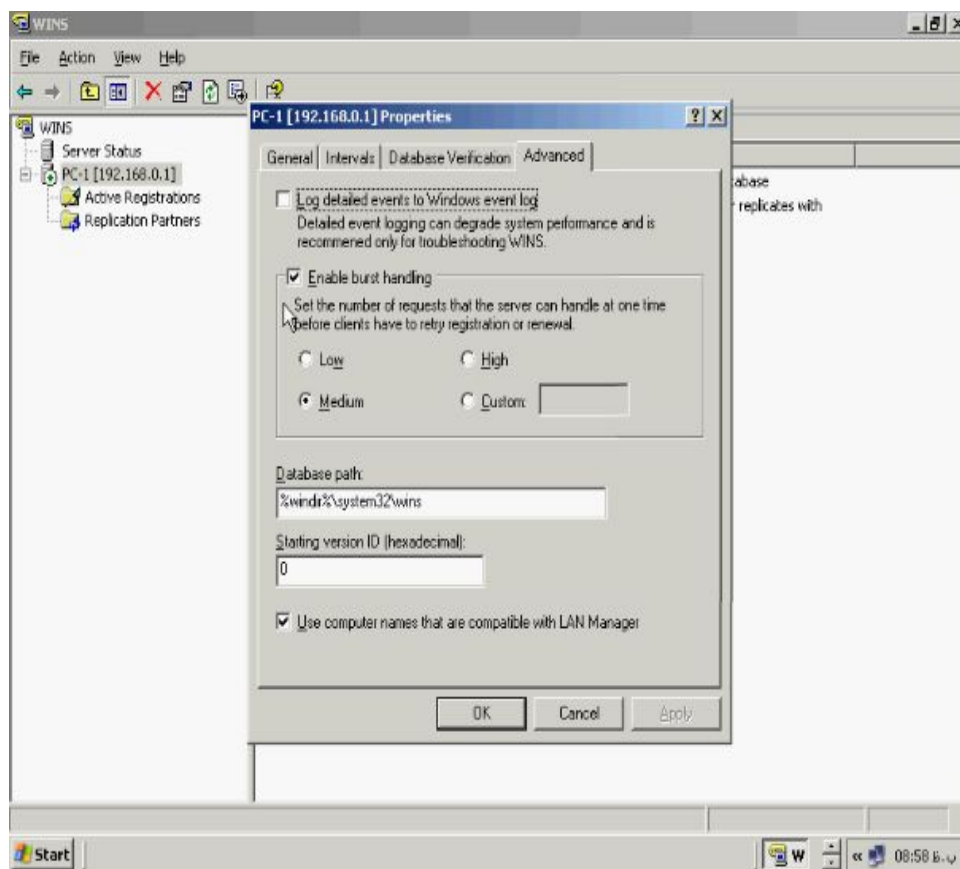 WINS
File Action View Help
WINS
Server Status
PC-1 [192.168.0.1]
Active Registrations
Replication Partners
abase
replicates with
PC-1 [192.168.0.1] Properties
General Intervals Database Verification Advanced
Log detailed events to Windows event log
Detailed event logging can degrade system performance and is
recommened only for troubleshooting WINS.
Enable burst handling
Set the number of requests that the server can handle at one time
before clients have to retry registration or renewal.
Low High
Medium Custom:
Database path:
%windir%\system32\wins
Starting version ID (hexadecimal):
0
Use computer names that are compatible with LAN Manager
OK Cancel Apply
Start W « 08:58 ب.ظ